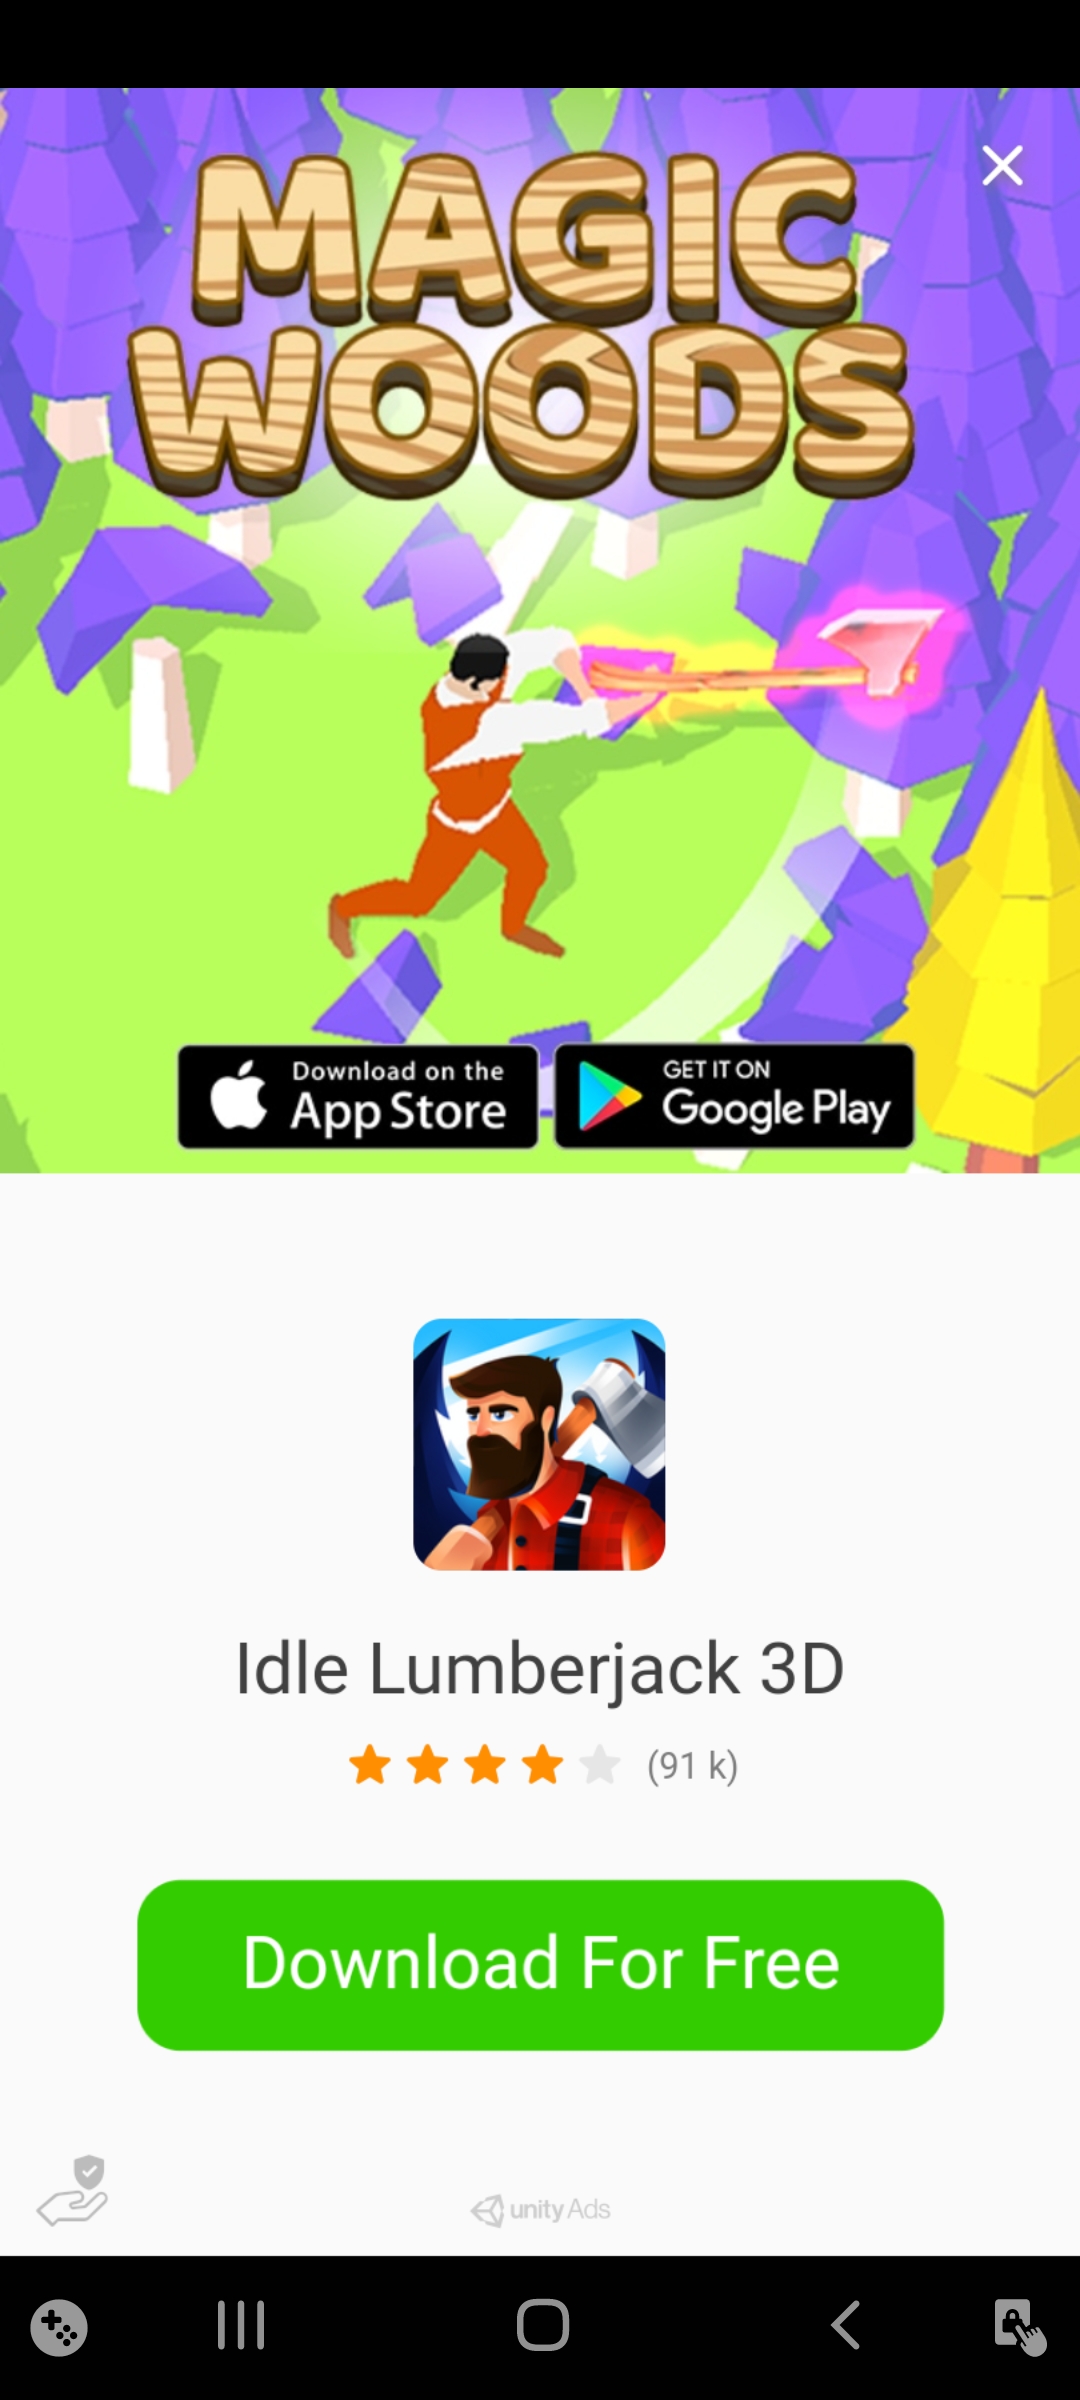 MAGIC
WOODS
Download on the
App Store
GET IT ON
Google Play
Idle Lumberjack 3D
(91 k)
Download For Free
unity Ads